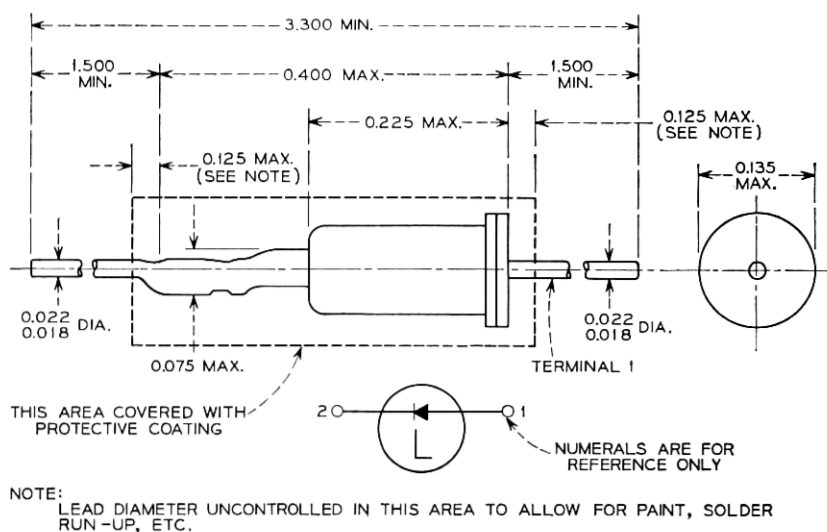 3.300 MIN.
1.500
MIN.
0.400 MAX.
1.500
MIN.
0.225 MAX.
0.125 MAX.
(SEE NOTE)
0.125 MAX.
(SEE NOTE)
0.135
MAX.
0.022
0.018 DIA.
0.075 MAX.
0.022
0.018 DIA.
TERMINAL 1
THIS AREA COVERED WITH
PROTECTIVE COATING
2
1
L
NUMERALS ARE FOR
REFERENCE ONLY
NOTE:
LEAD DIAMETER UNCONTROLLED IN THIS AREA TO ALLOW FOR PAINT, SOLDER
RUN-UP, ETC.